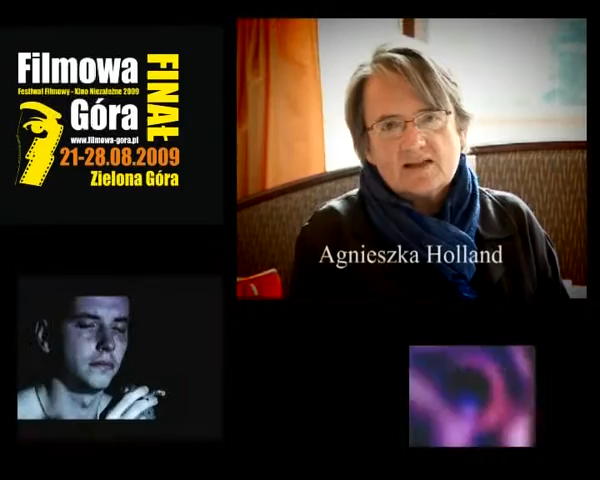 Filmowa
FINAŁ
Festiwal Filmowy - Kino Niezależne 2009
Góra
www.filmowa-gora.pl
21-28.08.2009
Zielona Góra
Agnieszka Holland